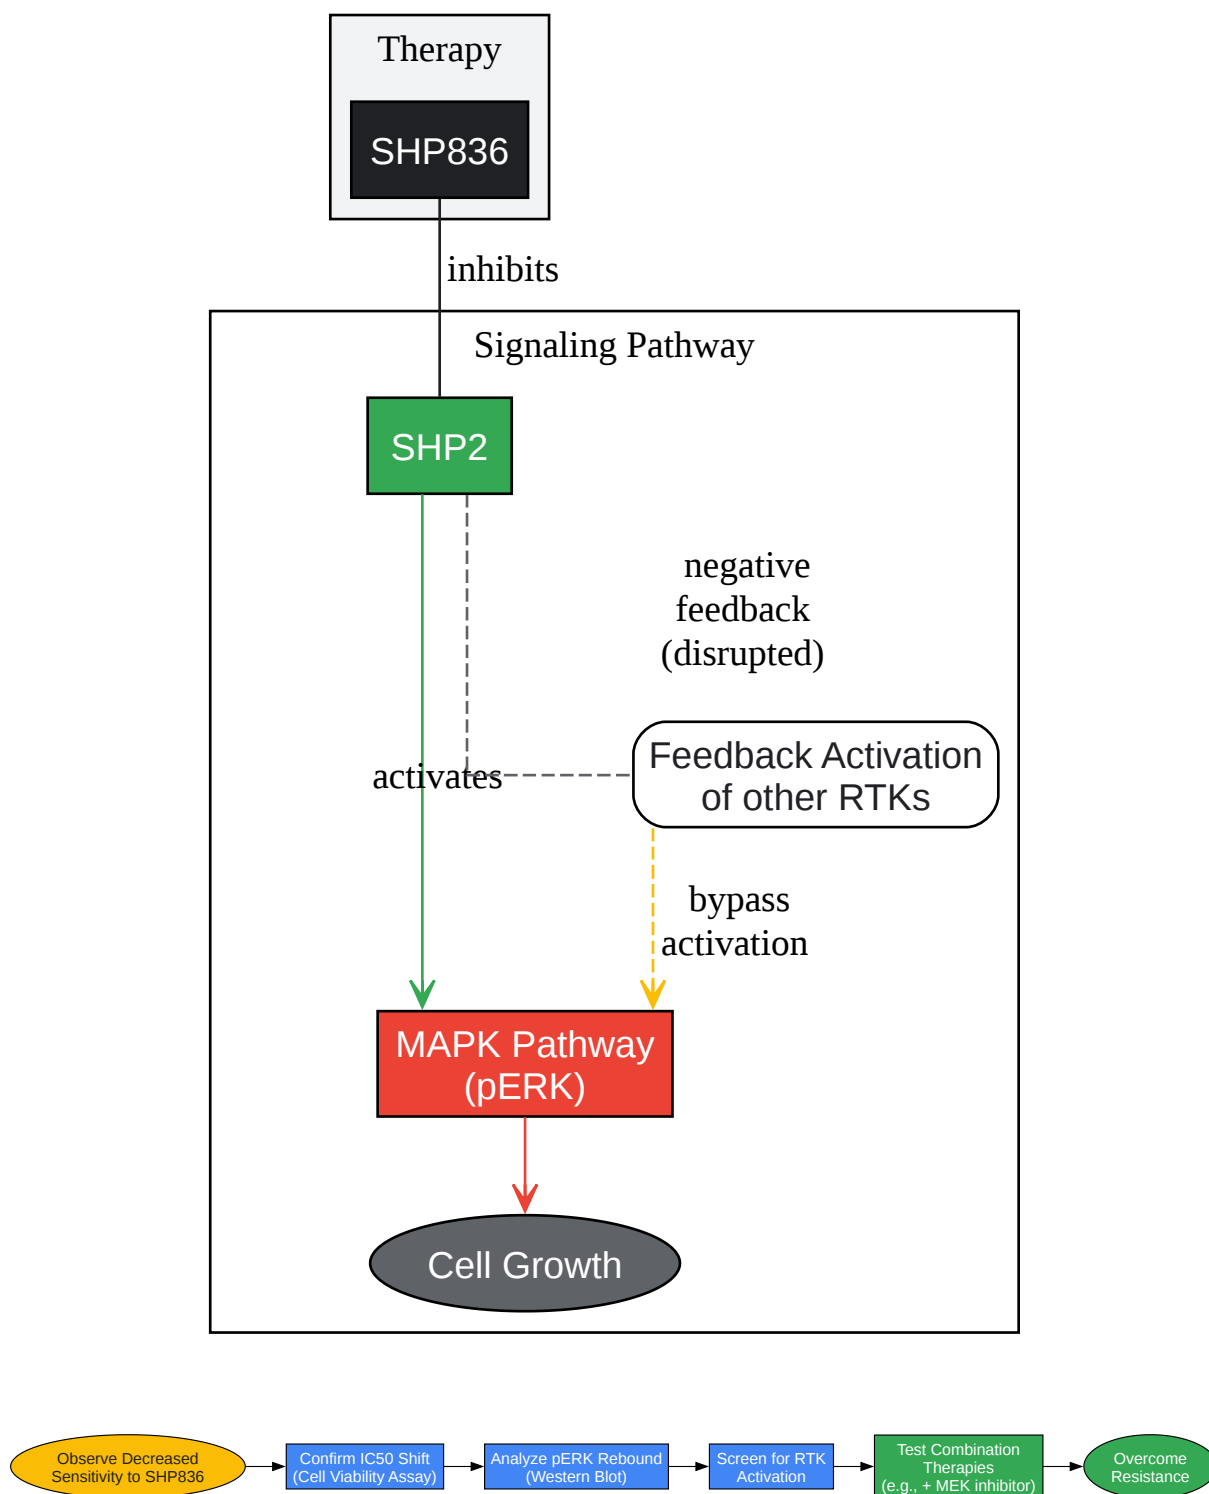 Therapy
SHP836
inhibits
Signaling Pathway
SHP2
negative
feedback
(disrupted)
activates
Feedback Activation
of other RTKs
bypass
activation
MAPK Pathway
(pERK)
Cell Growth
Observe Decreased
Sensitivity to SHP836
Confirm IC50 Shift
(Cell Viability Assay)
Analyze pERK Rebound
(Western Blot)
Screen for RTK
Activation
Test Combination
Therapies
(e.g., + MEK inhibitor)
Overcome
Resistance